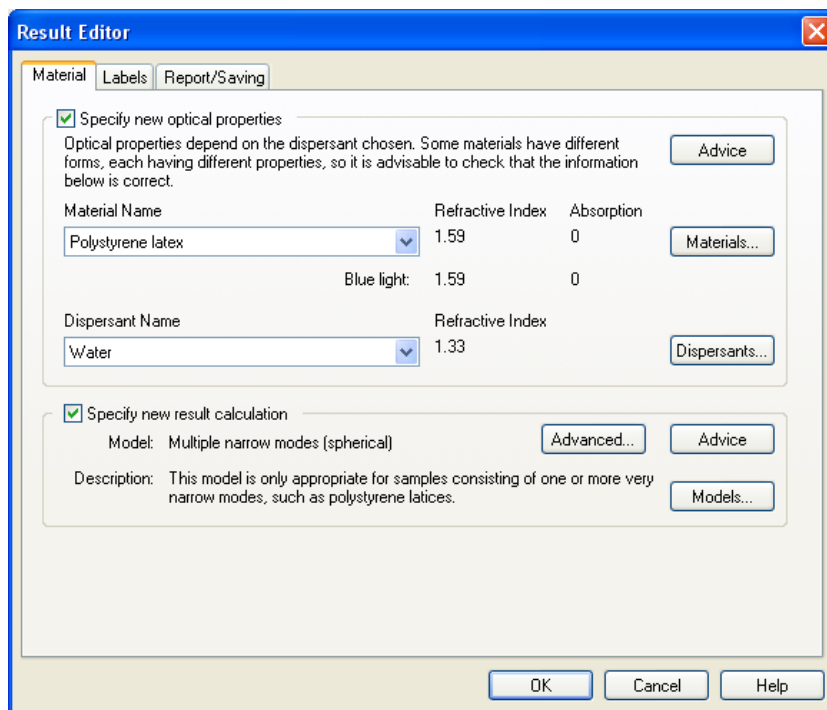 Result Editor
Material Labels Report/Saving
Specify new optical properties
Optical properties depend on the dispersant chosen. Some materials have different
forms, each having different properties, so it is advisable to check that the information
below is correct.
Advice
Material Name Refractive Index Absorption
Polystyrene latex 1.59 0 Materials...
Blue light: 1.59 0
Dispersant Name Refractive Index
Water 1.33 Dispersants...
Specify new result calculation
Model: Multiple narrow modes (spherical) Advanced... Advice
Description: This model is only appropriate for samples consisting of one or more very
narrow modes, such as polystyrene latices. Models...
OK Cancel Help